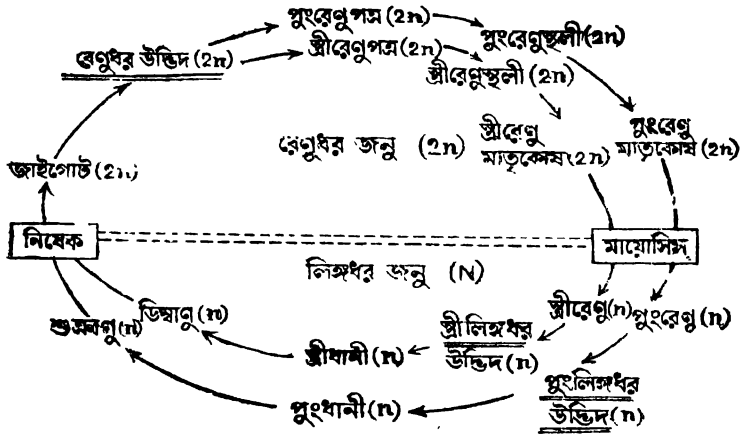 পুংরেণুপত্র (2n)
পুংরেণুস্থলী (2n)
রেণুধর উদ্ভিদ (2n)
স্ত্রীরেণুপত্র (2n)
স্ত্রীরেণুস্থলী (2n)
পুংরেণু
মাতৃকোষ (2n)
রেণুধর জনু (2n)
স্ত্রীরেণু
মাতৃকোষ (2n)
জাইগোট (2n)
নিষেক
মায়োসিস
লিঙ্গধর জনু (N)
ডিম্বাণু (n)
স্ত্রীরেণু (n)
পুংরেণু (n)
শুক্রাণু (n)
স্ত্রীধানী (n)
স্ত্রীলিঙ্গধর
উদ্ভিদ (n)
পুংধানী (n)
পুংলিঙ্গধর
উদ্ভিদ (n)